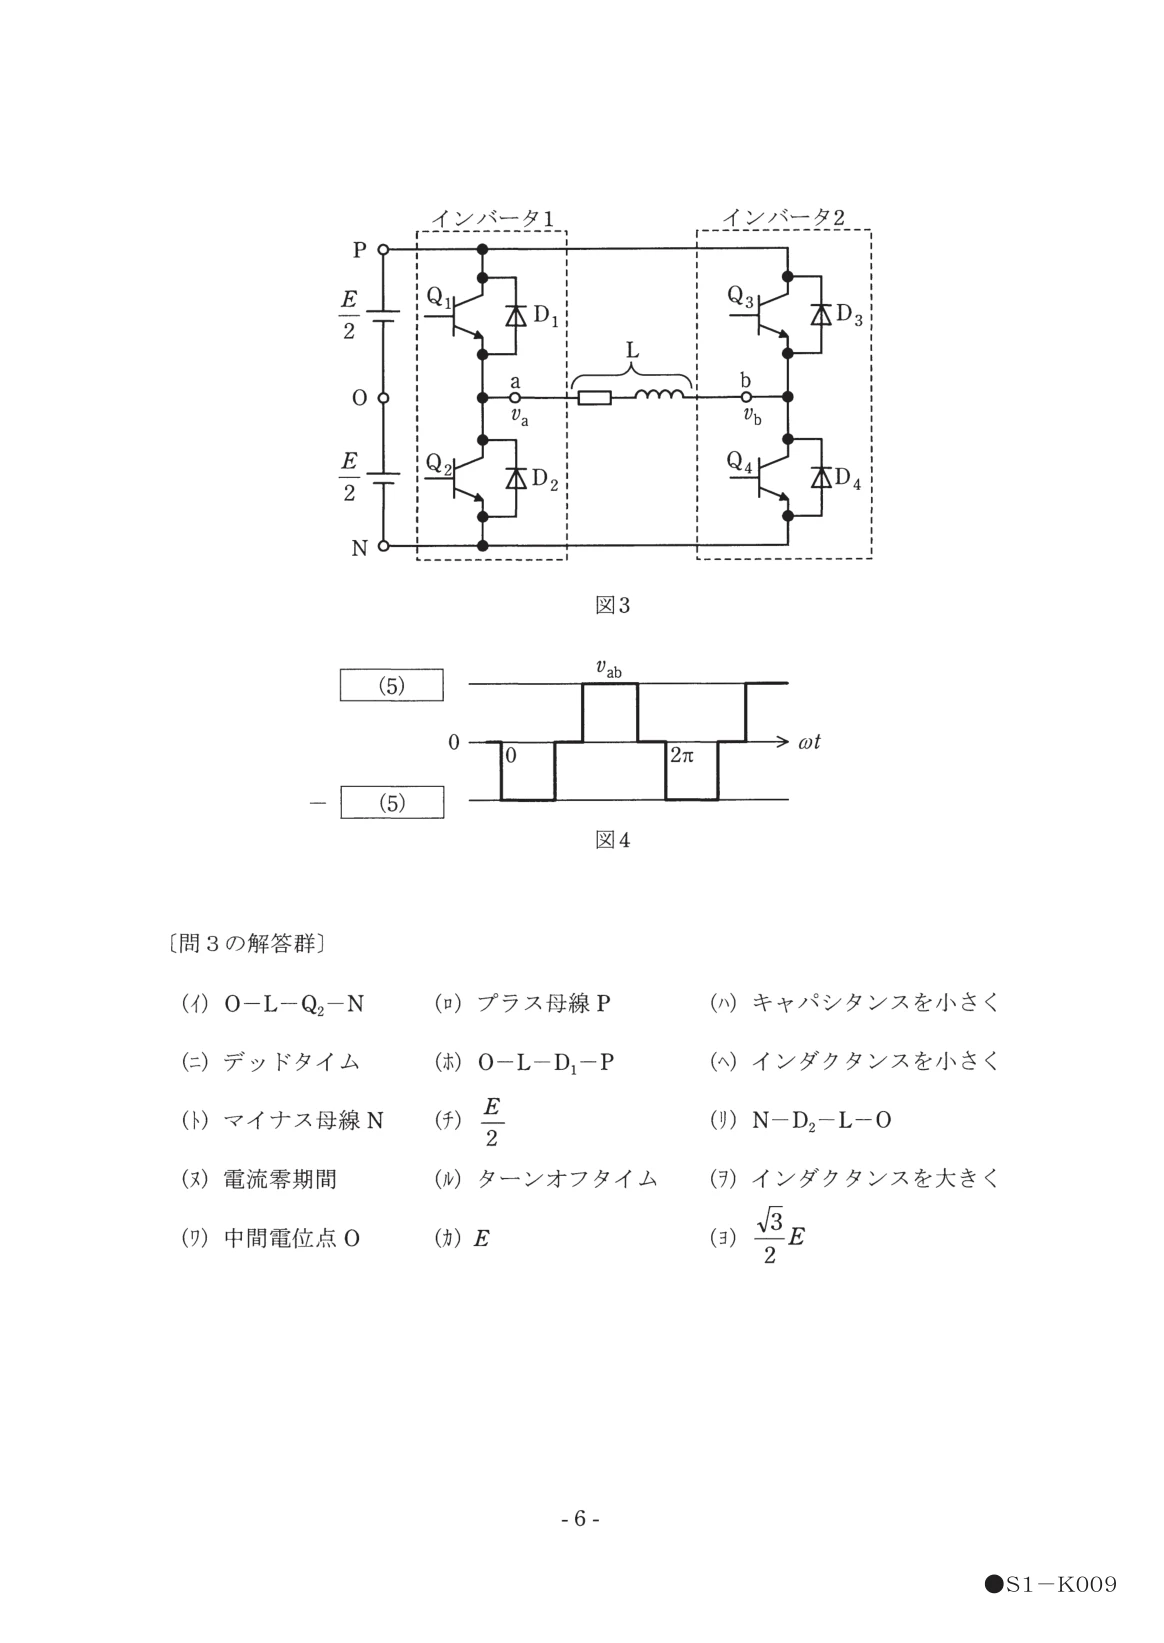 インバータ1 インバータ2
P
E/2
Q1 D1 Q3 D3
L
O a b
va vb
E/2
Q2 D2 Q4 D4
N
図3
vab
(5)
0 0 2π ωt
− (5)
図4
〔問3の解答群〕
(イ) O−L−Q2−N (ロ) プラス母線 P (ハ) キャパシタンスを小さく
(ニ) デッドタイム (ホ) O−L−D1−P (ヘ) インダクタンスを小さく
(ト) マイナス母線 N (チ) E/2 (リ) N−D2−L−O
(ヌ) 電流零期間 (ル) ターンオフタイム (ヲ) インダクタンスを大きく
(ワ) 中間電位点 O (カ) E (ヨ) √3/2 E
- 6 -
●S1−K009